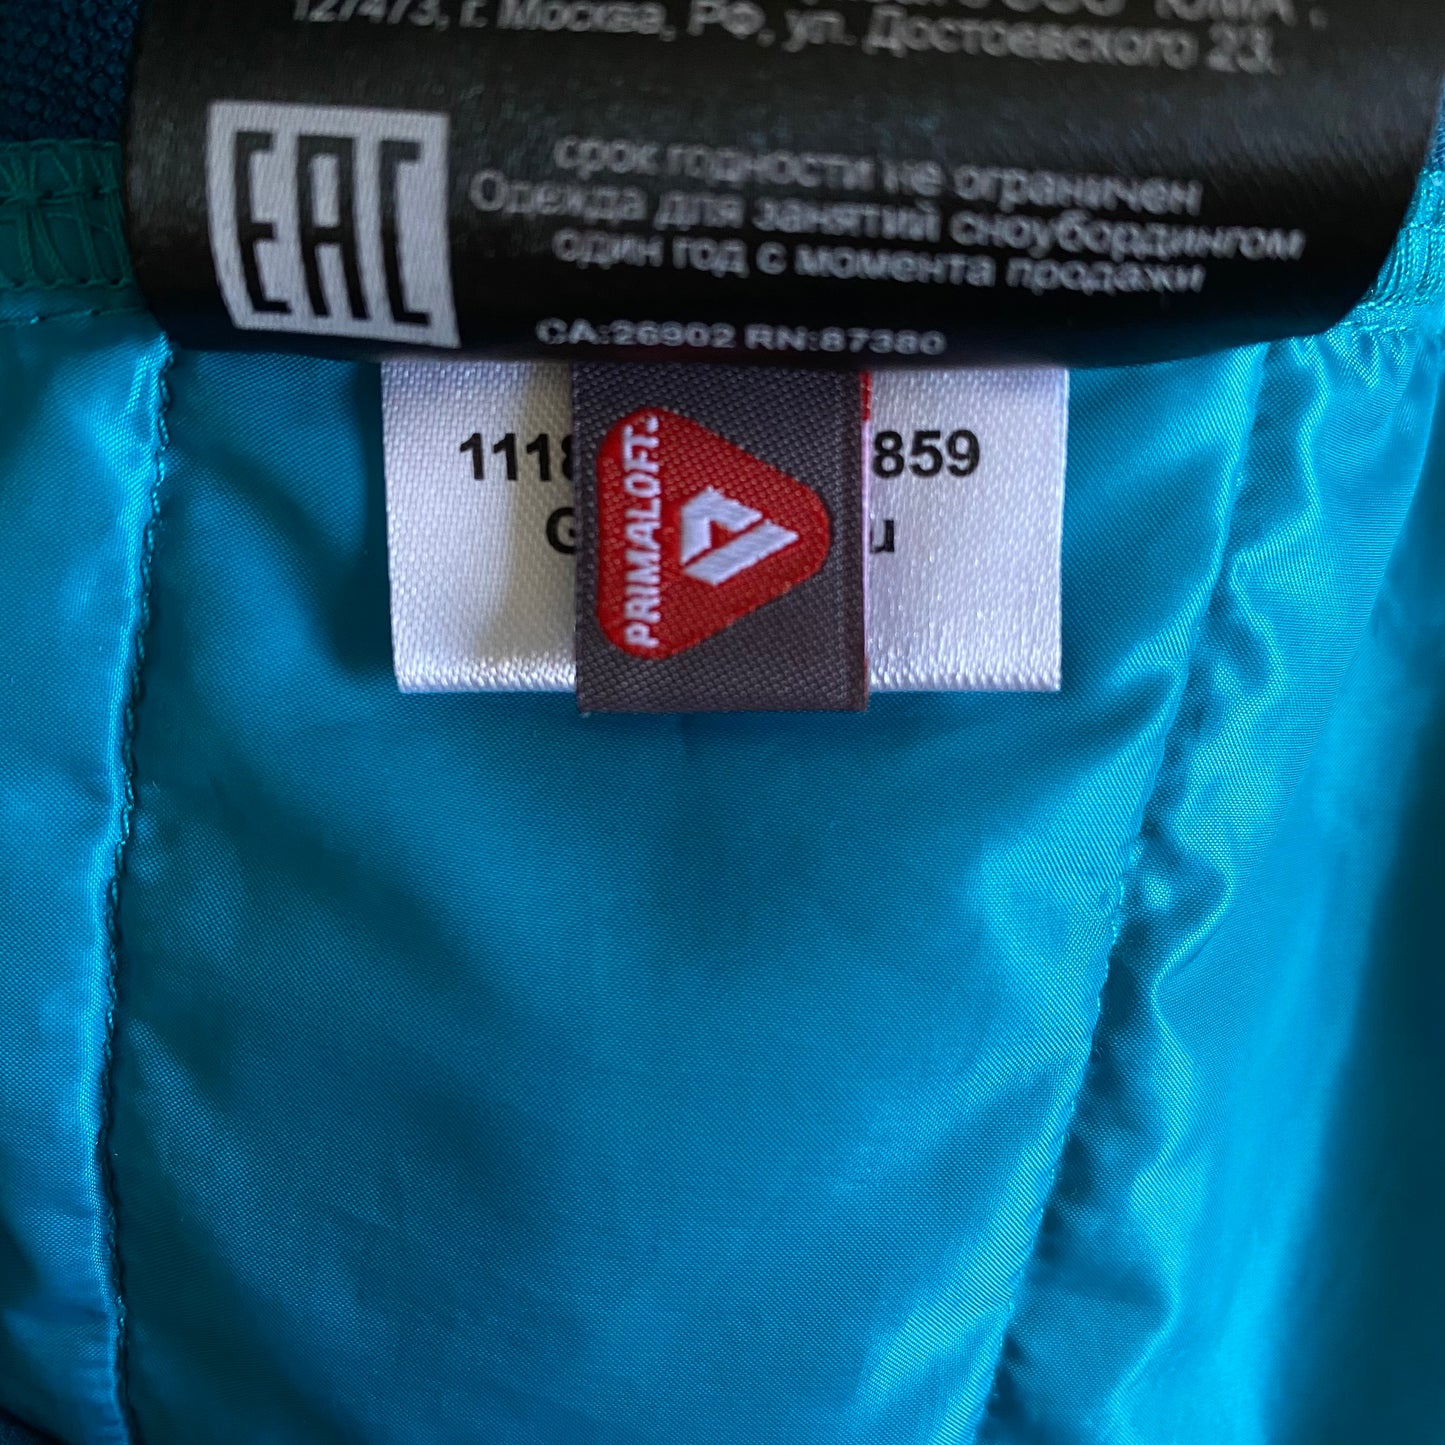 127473, г. Москва, РФ, ул. Достоевского 23.
EAC
срок годности не ограничен
Одежда для занятий сноубордингом
один год с момента продажи
CA:26902 RN:87380
859
PRIMALOFT